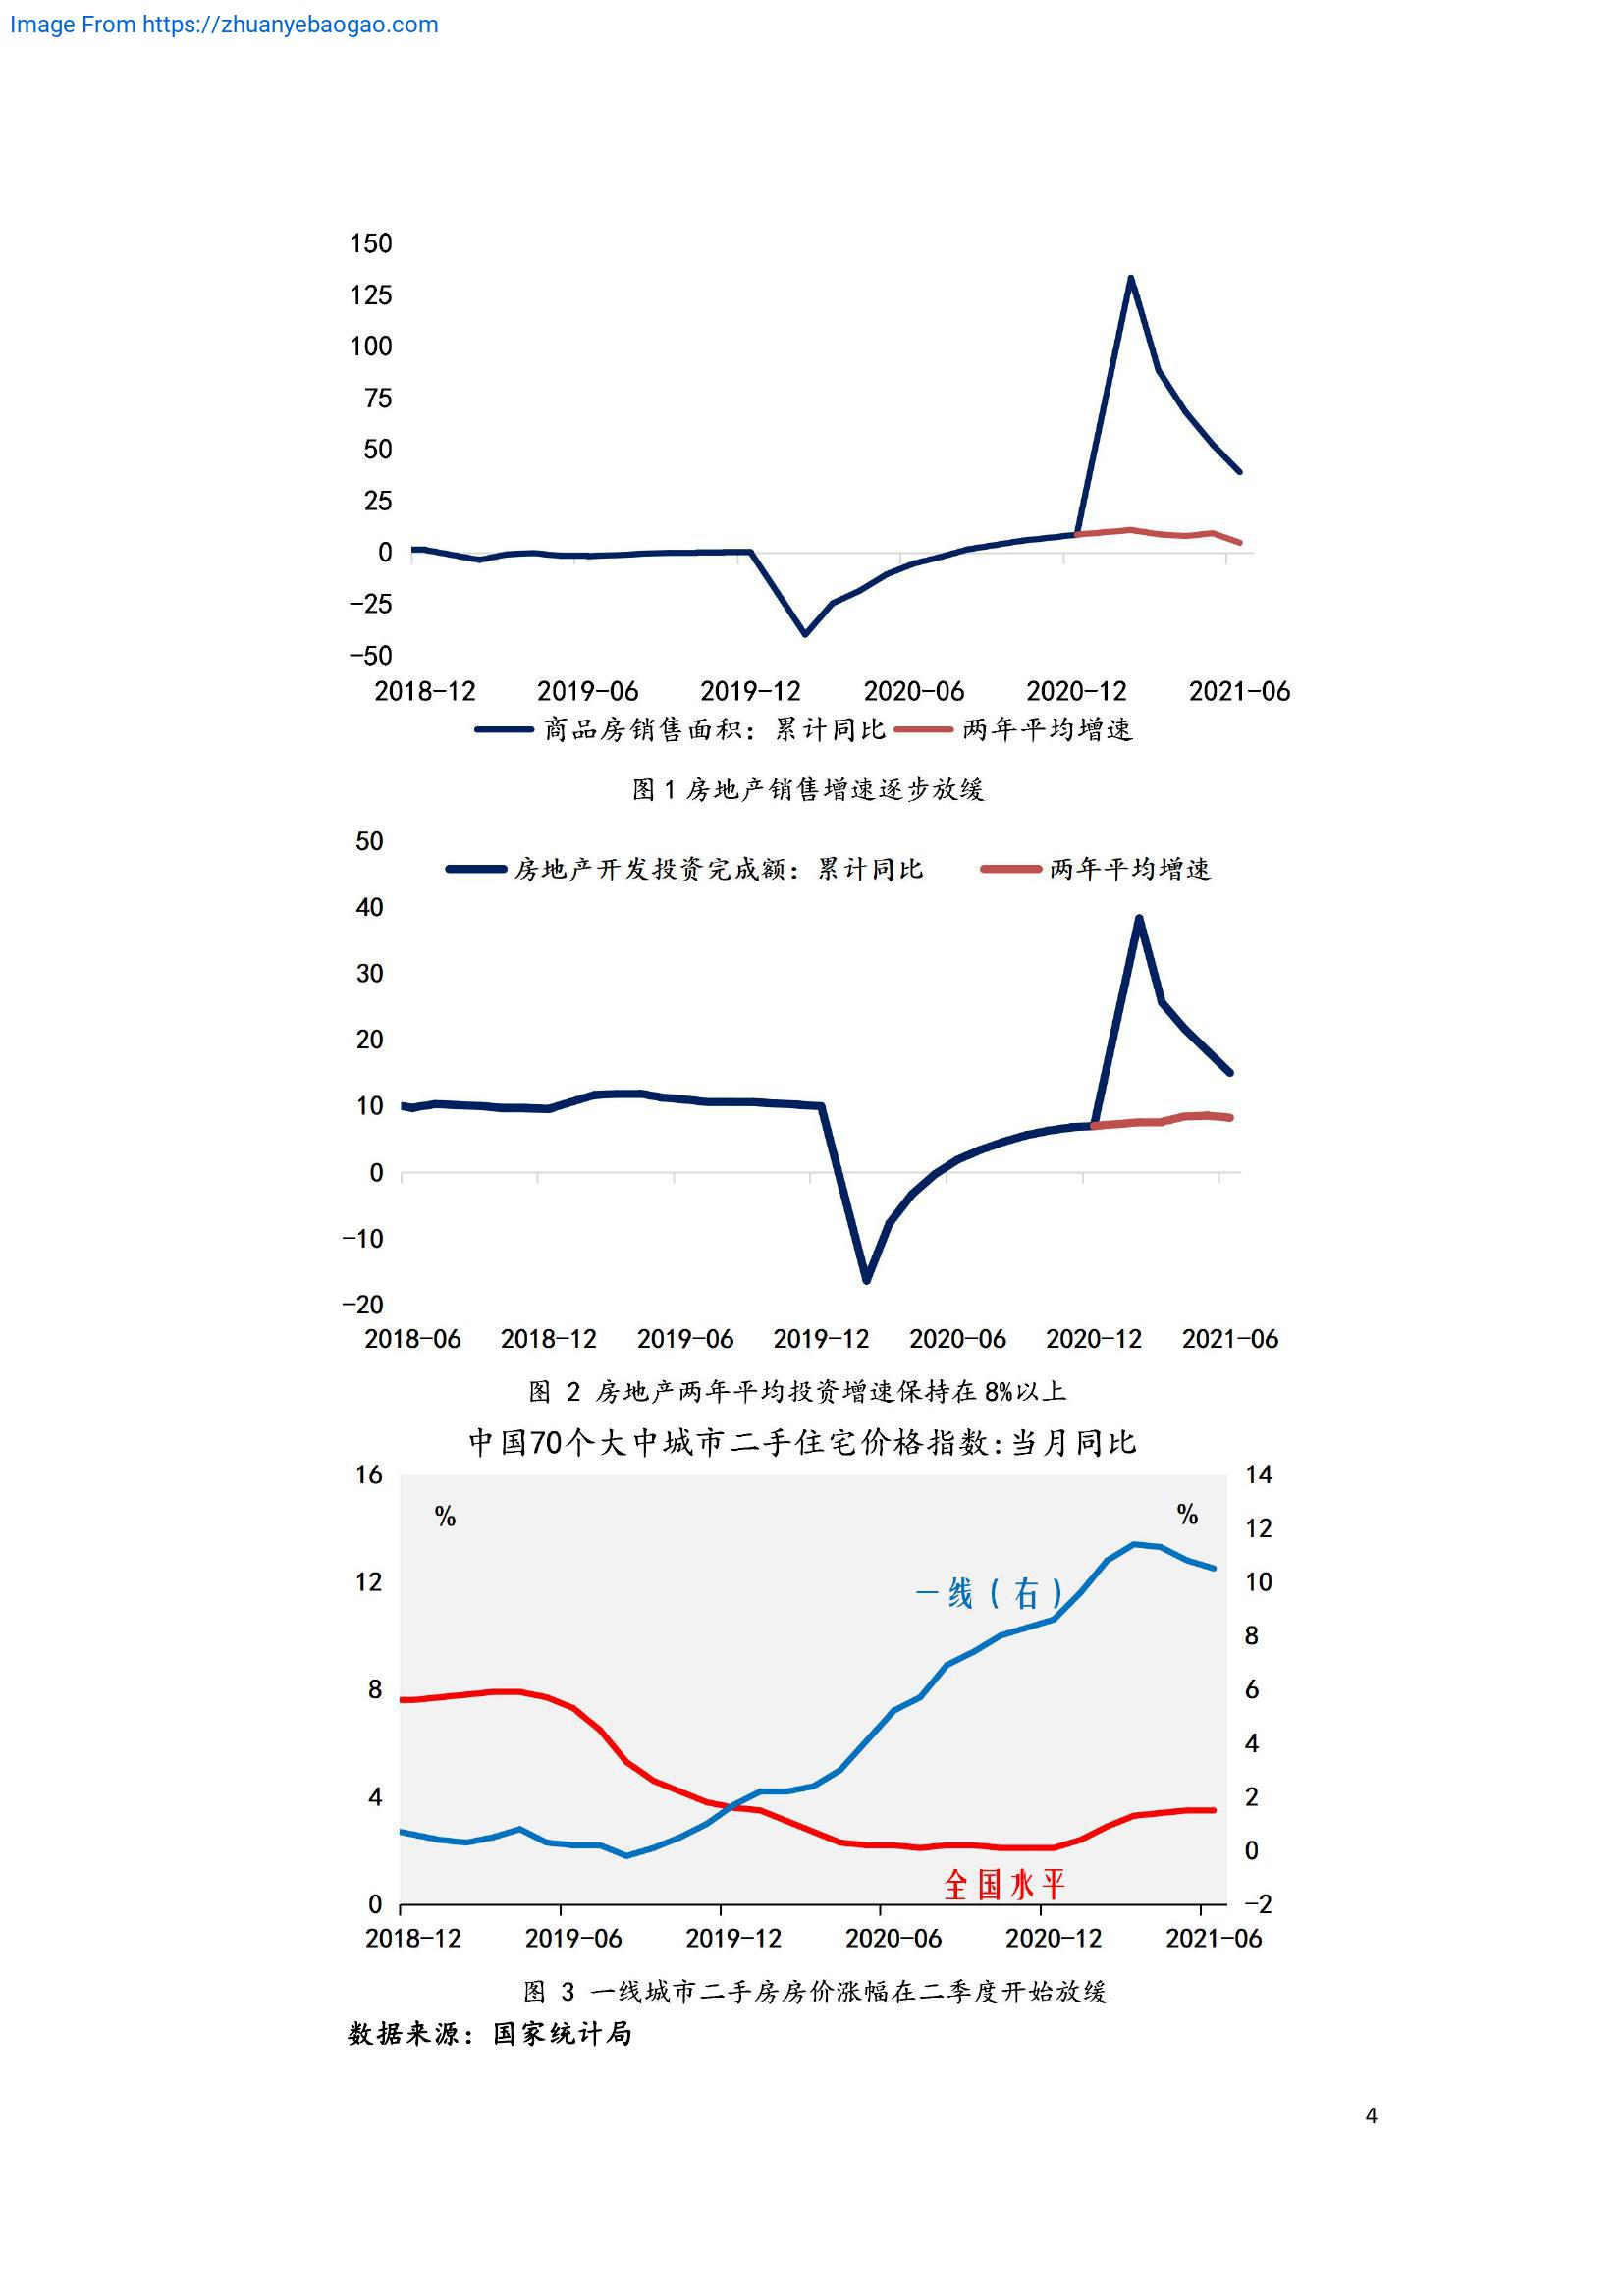 Image From https://zhuanyebaogao.com
150
125
100
75
50
25
0
-25
-50
2018-12 2019-06 2019-12 2020-06 2020-12 2021-06
商品房销售面积：累计同比 两年平均增速
图 1 房地产销售增速逐步放缓
50
房地产开发投资完成额：累计同比 两年平均增速
40
30
20
10
0
-10
-20
2018-06 2018-12 2019-06 2019-12 2020-06 2020-12 2021-06
图 2 房地产两年平均投资增速保持在 8%以上
中国70个大中城市二手住宅价格指数:当月同比
16 14
% %
12
12 10
一线（右）
8
8 6
4
4 2
0
全国水平
0 -2
2018-12 2019-06 2019-12 2020-06 2020-12 2021-06
图 3 一线城市二手房房价涨幅在二季度开始放缓
数据来源：国家统计局
4